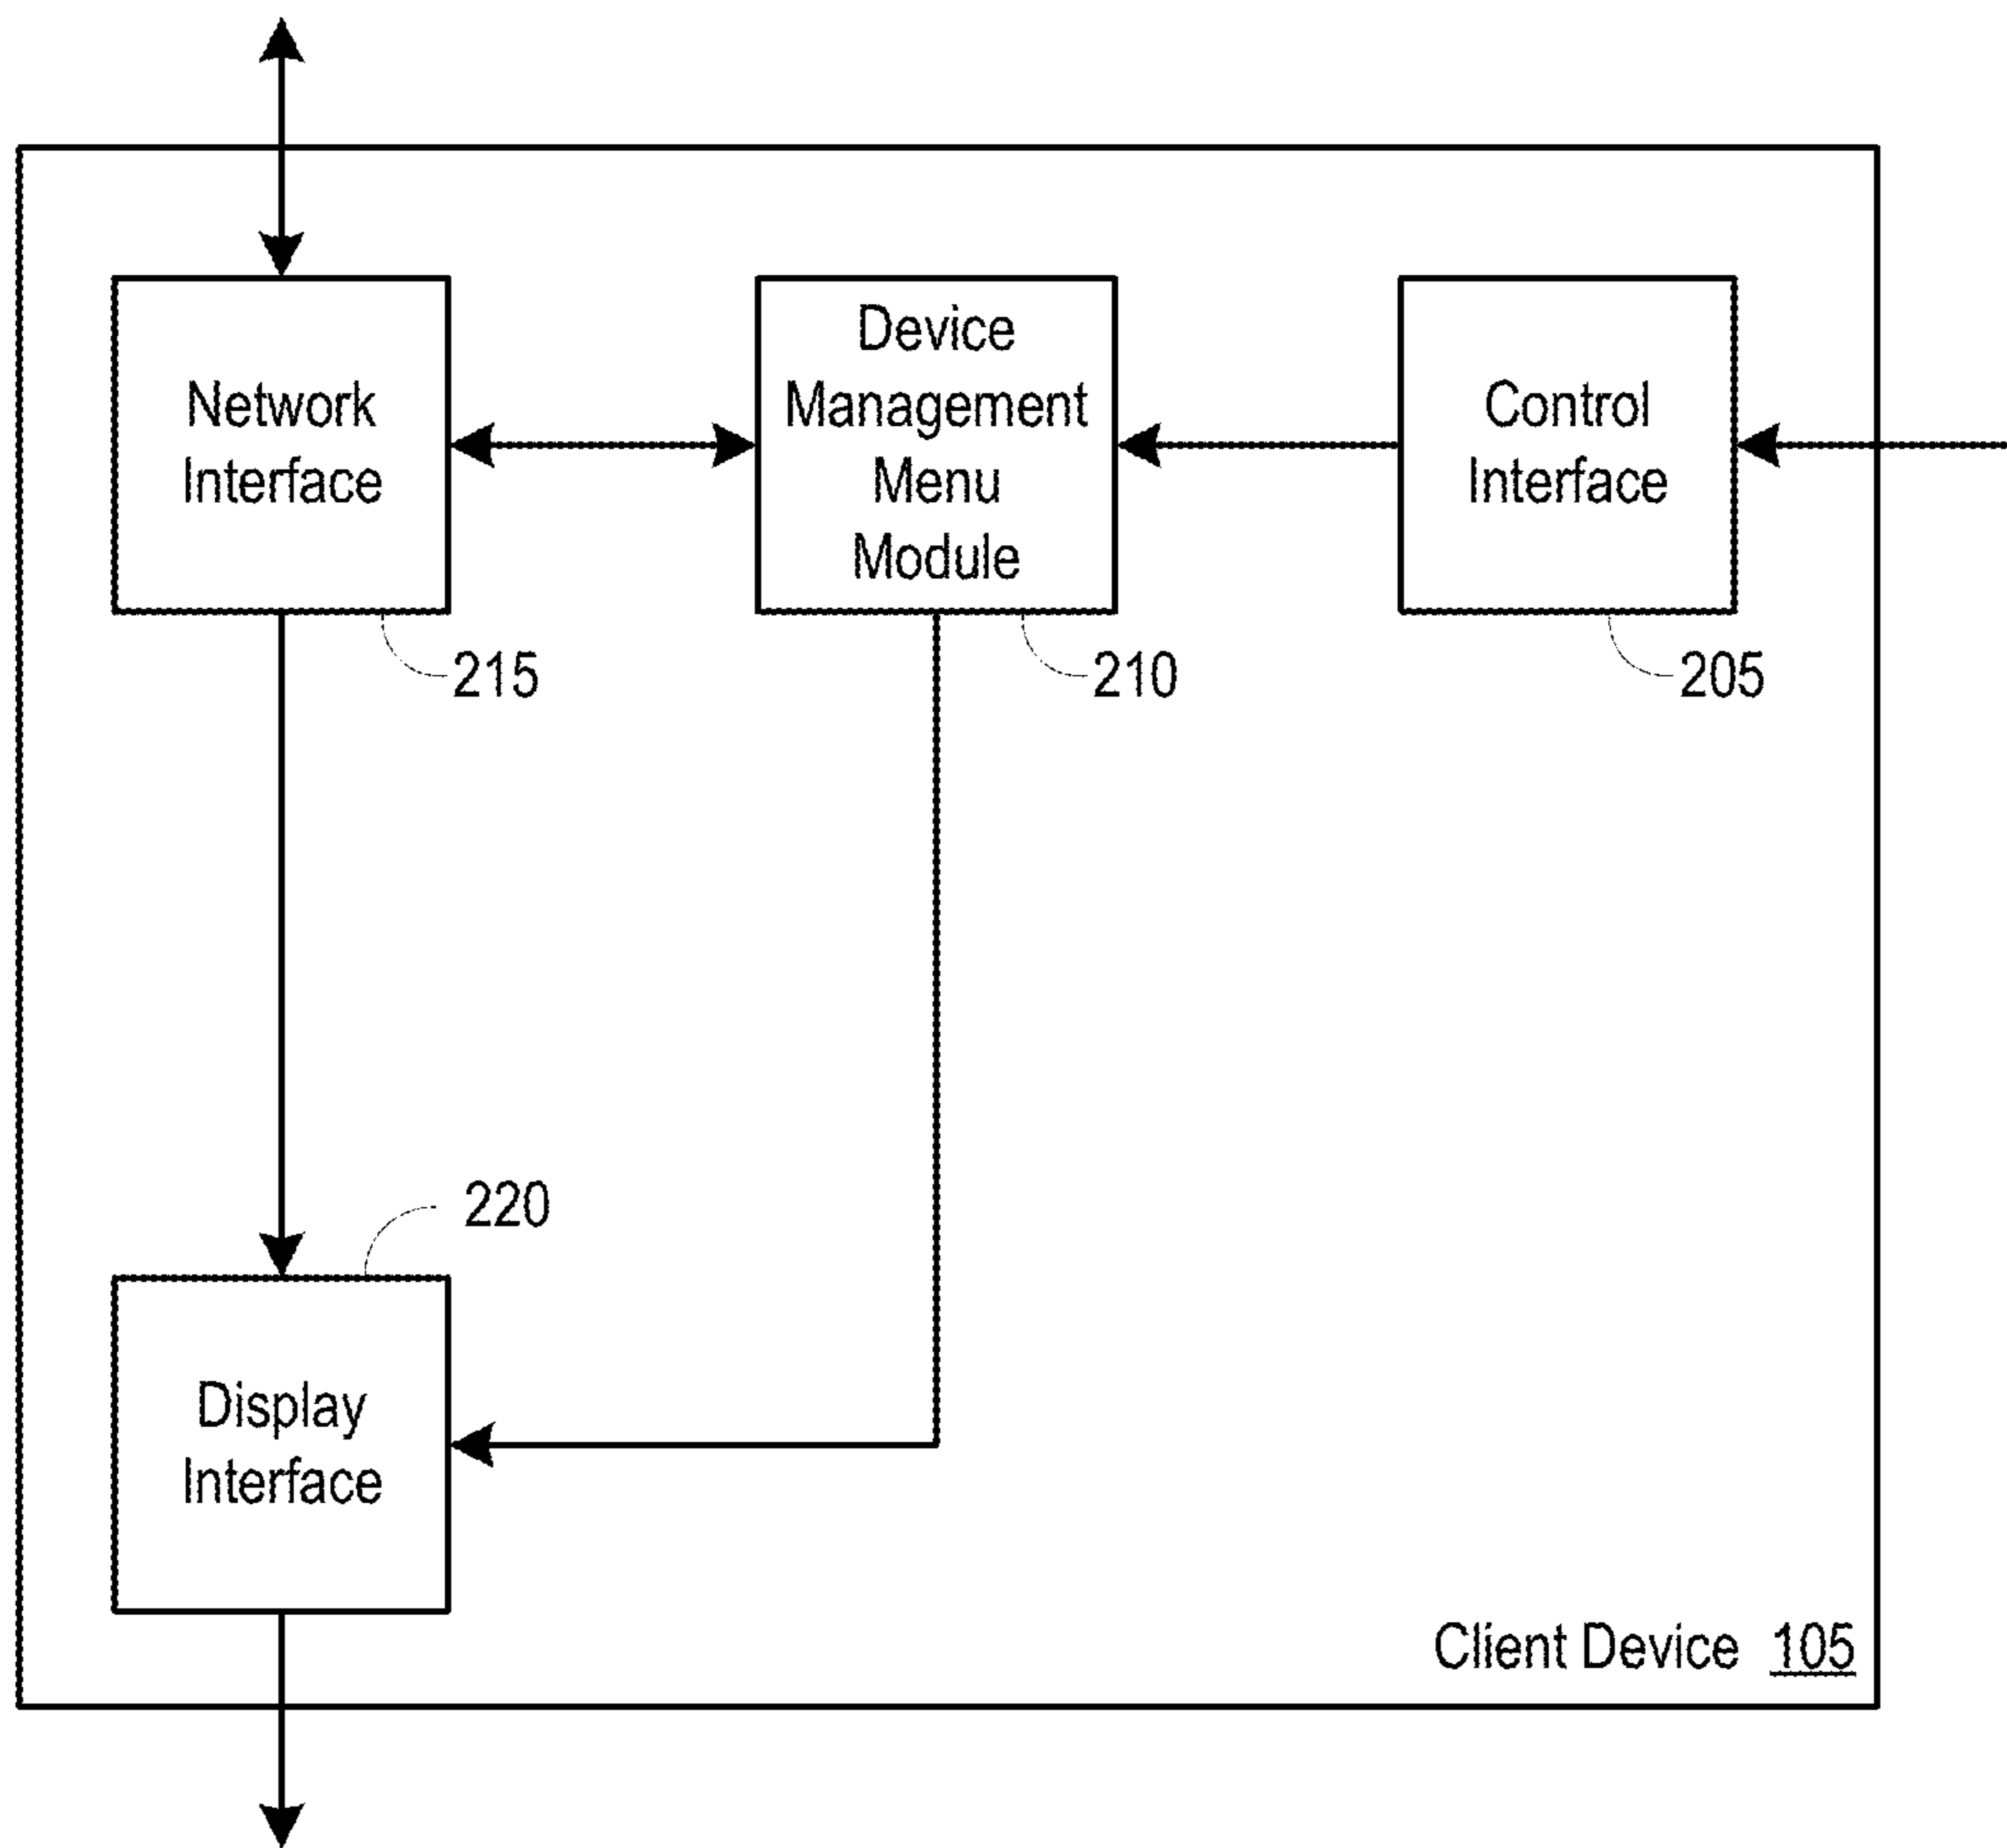 Network
Interface
215
Device
Management
Menu
Module
210
Control
Interface
205
220
Display
Interface
Client Device 105